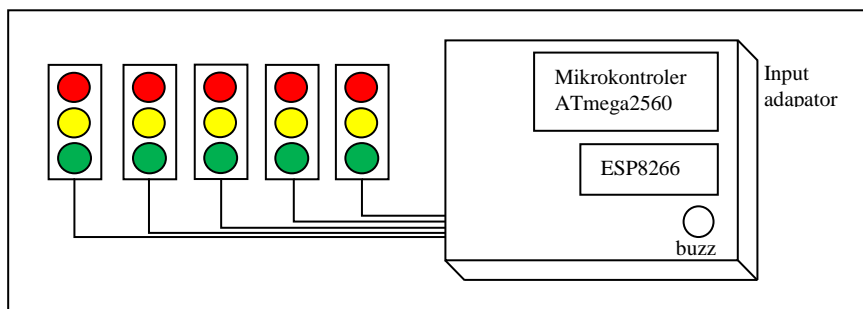 Mikrokontroler
ATmega2560
Input
adapator
ESP8266
buzz